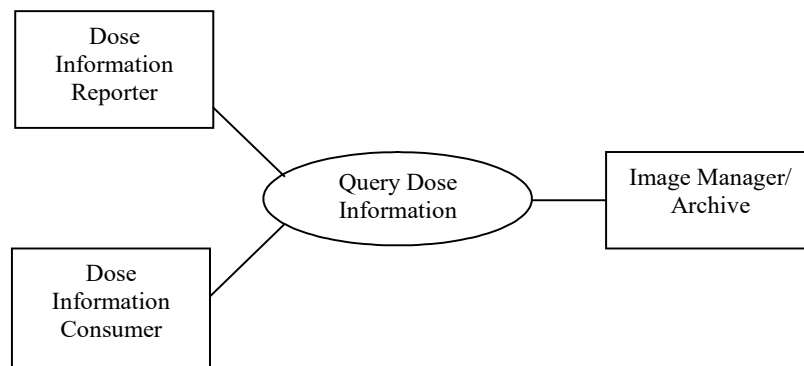 Dose
Information
Reporter
Query Dose
Information
Image Manager/
Archive
Dose
Information
Consumer